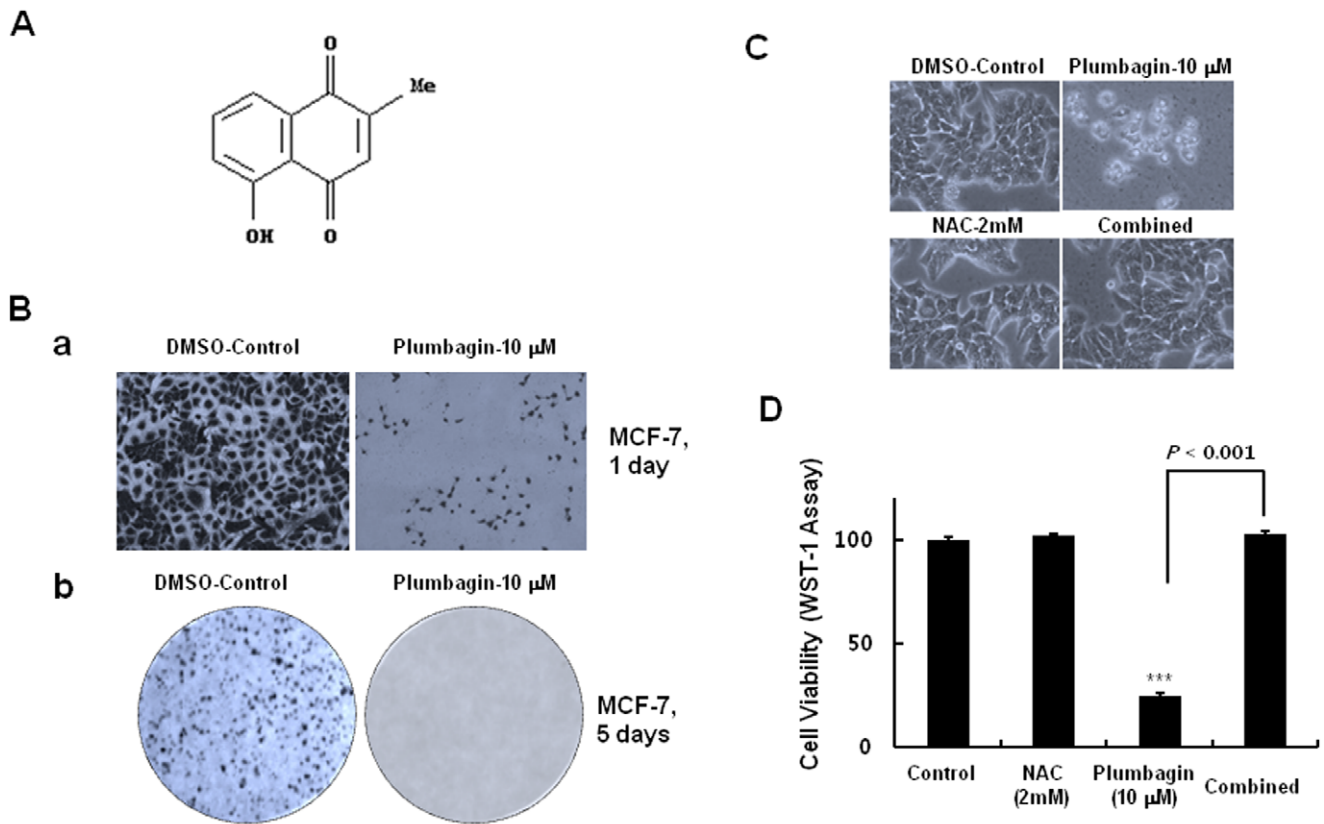 A
O
Me
OH
O
B
a
DMSO-Control
Plumbagin-10 μM
MCF-7,
1 day
b
DMSO-Control
Plumbagin-10 μM
MCF-7,
5 days
C
DMSO-Control
Plumbagin-10 μM
NAC-2mM
Combined
D
Cell Viability (WST-1 Assay)
P < 0.001
100
50
0
***
Control
NAC
(2mM)
Plumbagin
(10 μM)
Combined